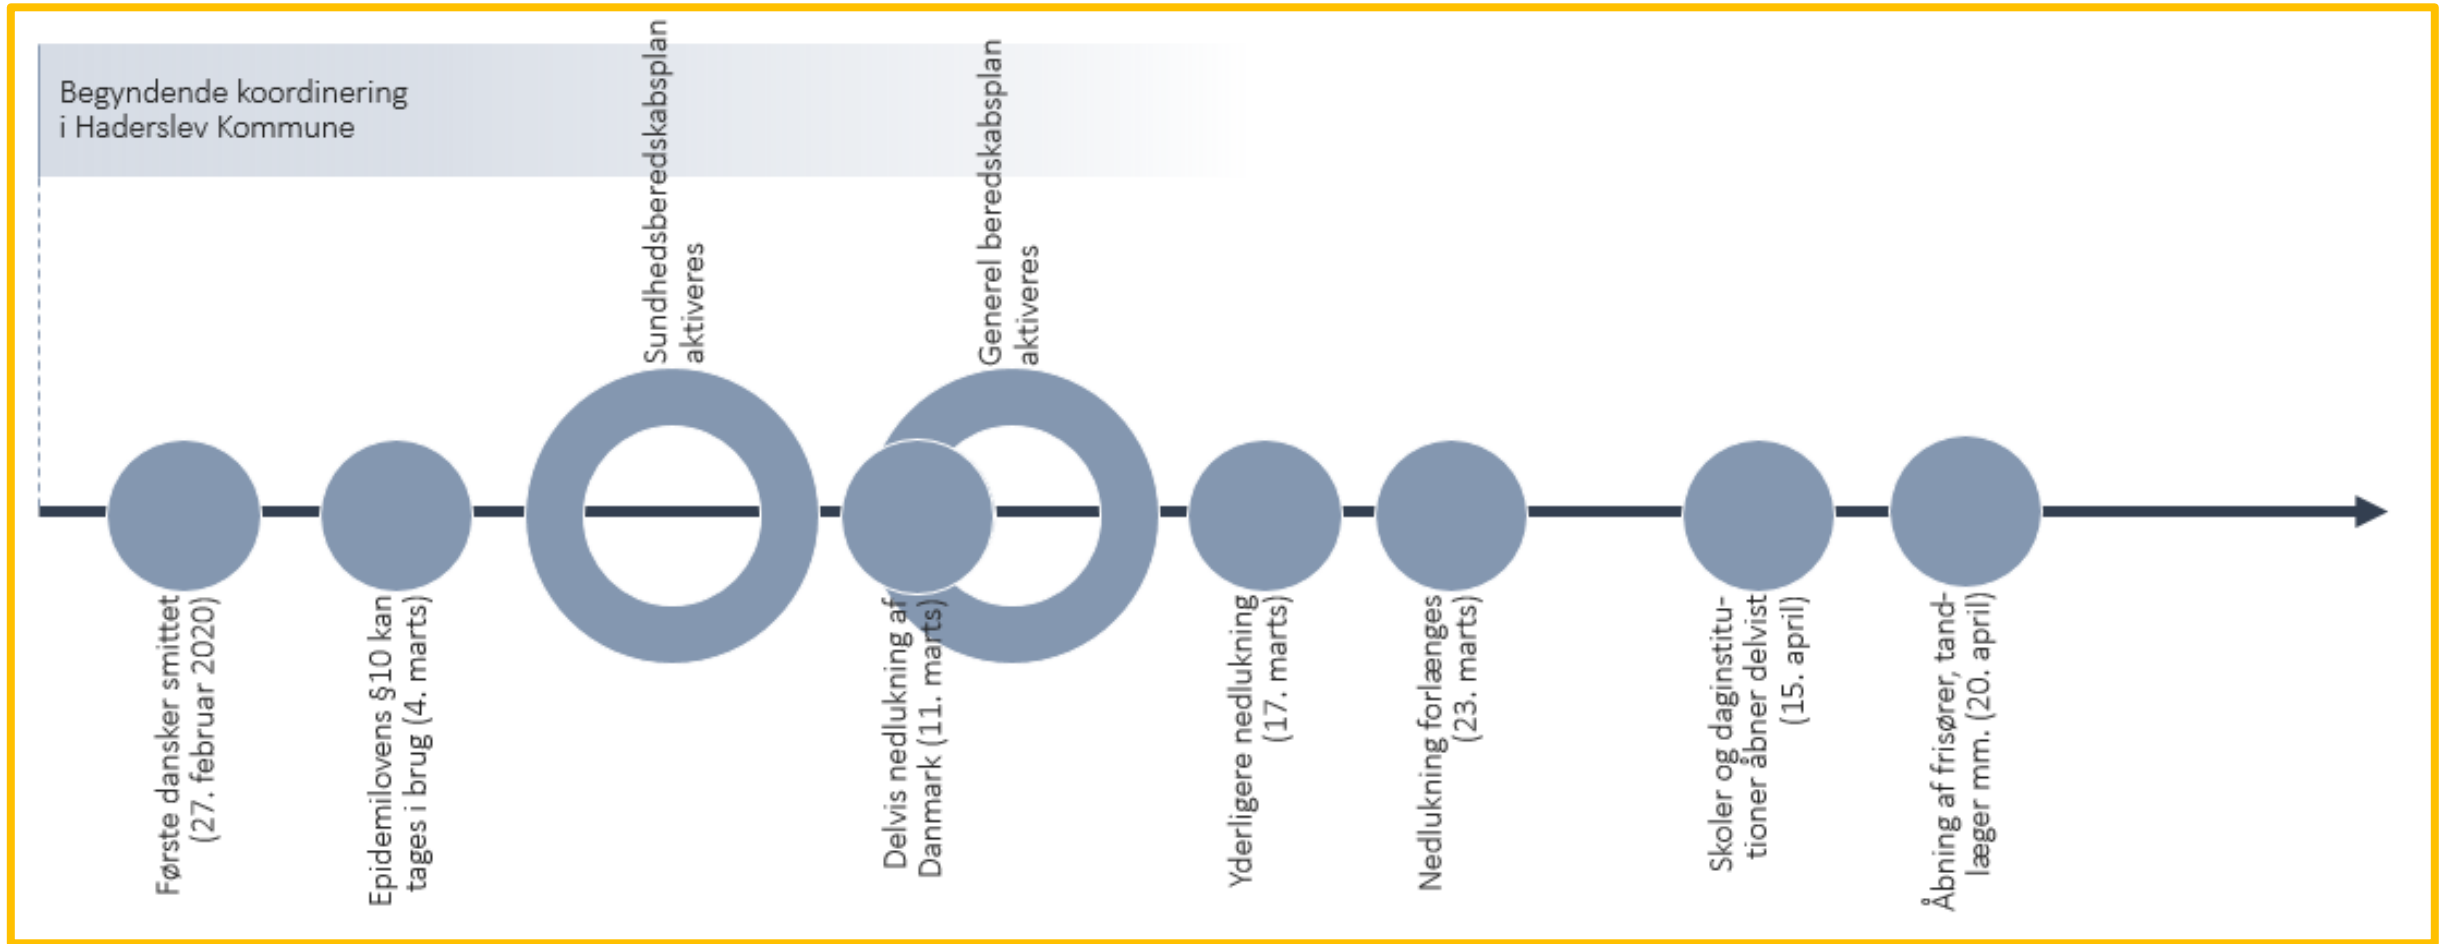 Begyndende koordinering
i Haderslev Kommune
Sundhedsberedskabsplan
aktiveres
Generel beredskabsplan
aktiveres
Første dansker smittet
(27. februar 2020)
Epidemilovens §10 kan
tages i brug (4. marts)
Delvis nedlukning af
Danmark (11. marts)
Yderligere nedlukning
(17. marts)
Nedlukning forlænges
(23. marts)
Skoler og daginstitu-
tioner åbner delvist
(15. april)
Åbning af frisører, tand-
læger mm. (20. april)